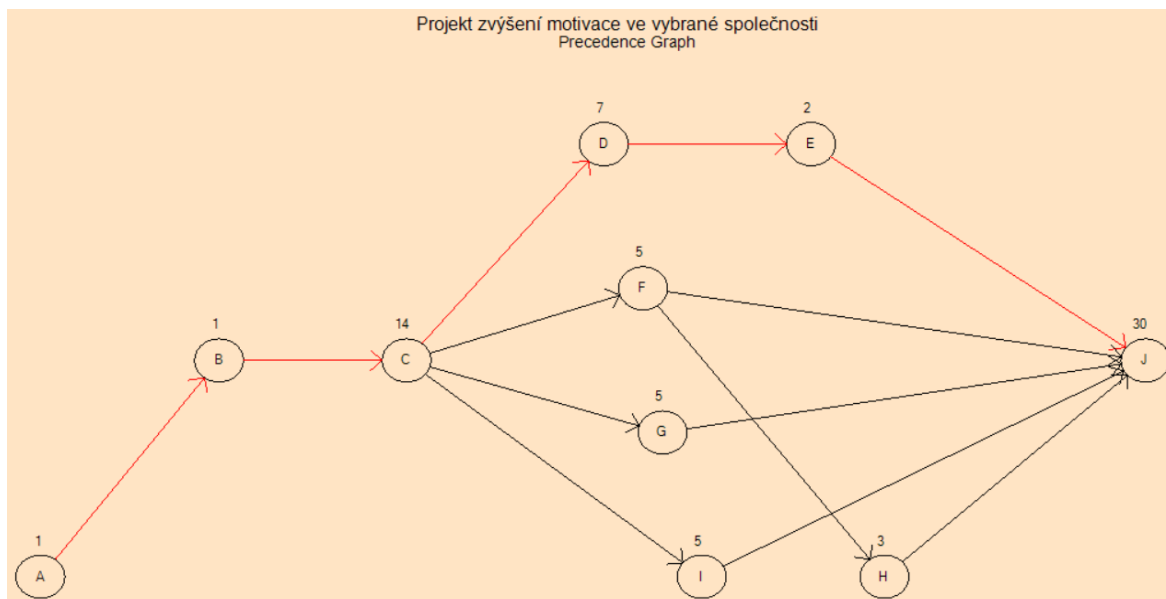 Projekt zvýšení motivace ve vybrané společnosti
Precedence Graph
7
2
D
E
5
F
1
14
30
B
C
J
5
G
1
5
3
A
I
H